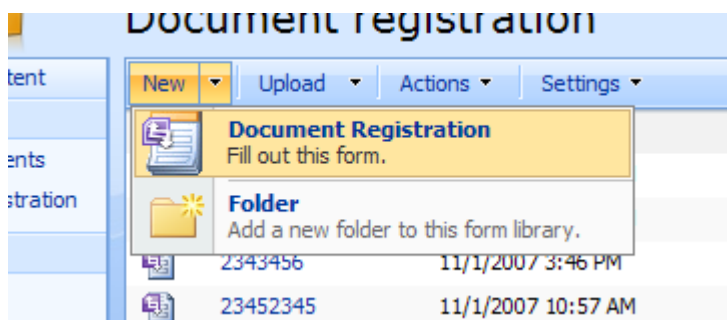 Document registration
tent
New Upload Actions Settings
Document Registration
Fill out this form.
ents
stration
Folder
Add a new folder to this form library.
2343456 11/1/2007 3:46 PM
23452345 11/1/2007 10:57 AM